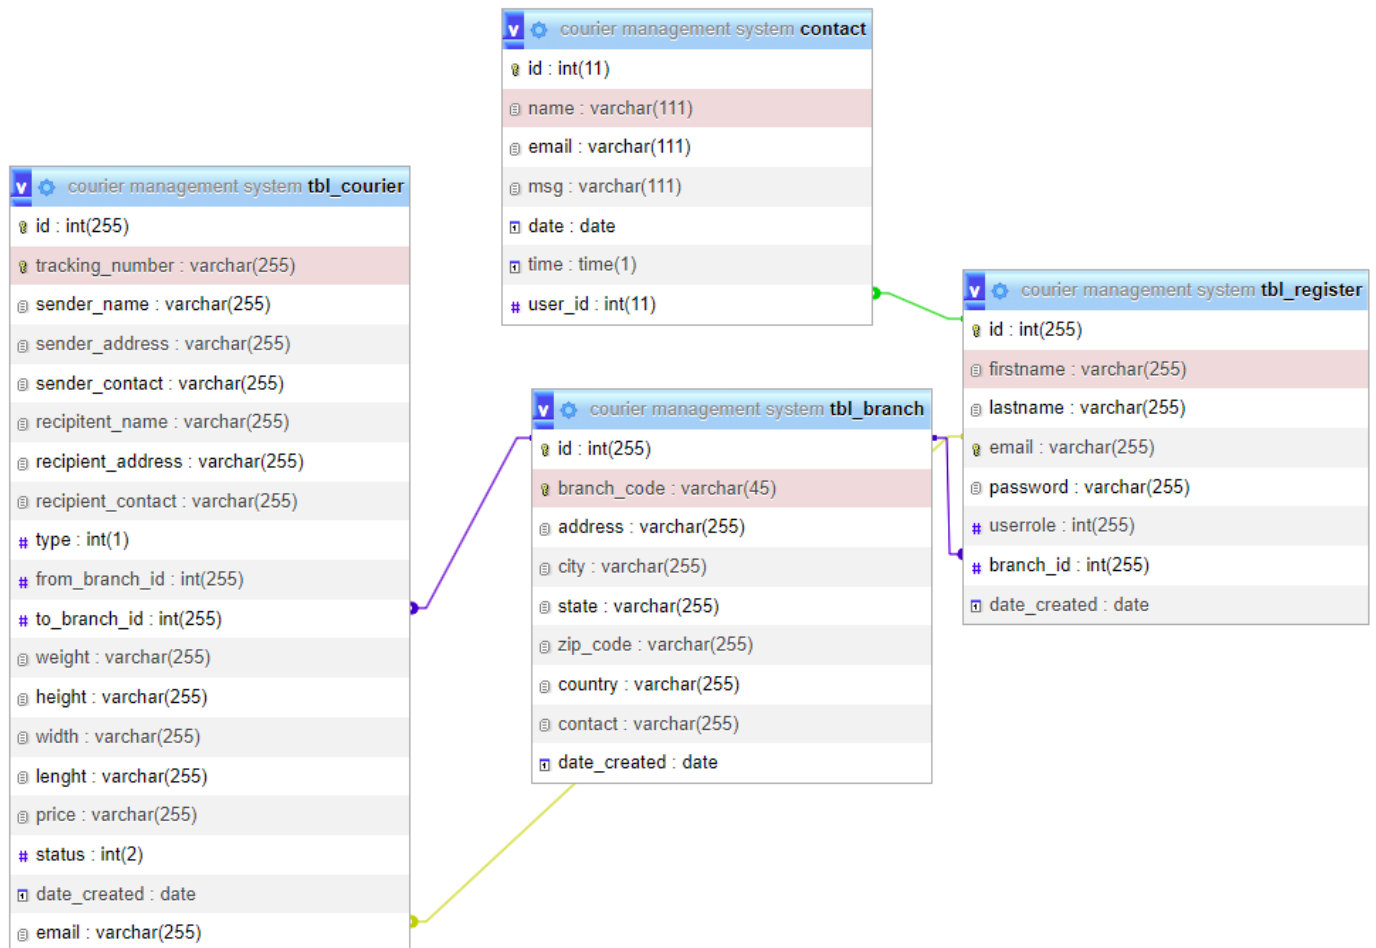 courier management system contact
id : int(11)
name : varchar(111)
email : varchar(111)
msg : varchar(111)
date : date
time : time(1)
user_id : int(11)
courier management system tbl_courier
id : int(255)
tracking_number : varchar(255)
sender_name : varchar(255)
sender_address : varchar(255)
sender_contact : varchar(255)
recipitent_name : varchar(255)
recipient_address : varchar(255)
recipient_contact : varchar(255)
type : int(1)
from_branch_id : int(255)
to_branch_id : int(255)
weight : varchar(255)
height : varchar(255)
width : varchar(255)
lenght : varchar(255)
price : varchar(255)
status : int(2)
date_created : date
email : varchar(255)
courier management system tbl_branch
id : int(255)
branch_code : varchar(45)
address : varchar(255)
city : varchar(255)
state : varchar(255)
zip_code : varchar(255)
country : varchar(255)
contact : varchar(255)
date_created : date
courier management system tbl_register
id : int(255)
firstname : varchar(255)
lastname : varchar(255)
email : varchar(255)
password : varchar(255)
userrole : int(255)
branch_id : int(255)
date_created : date